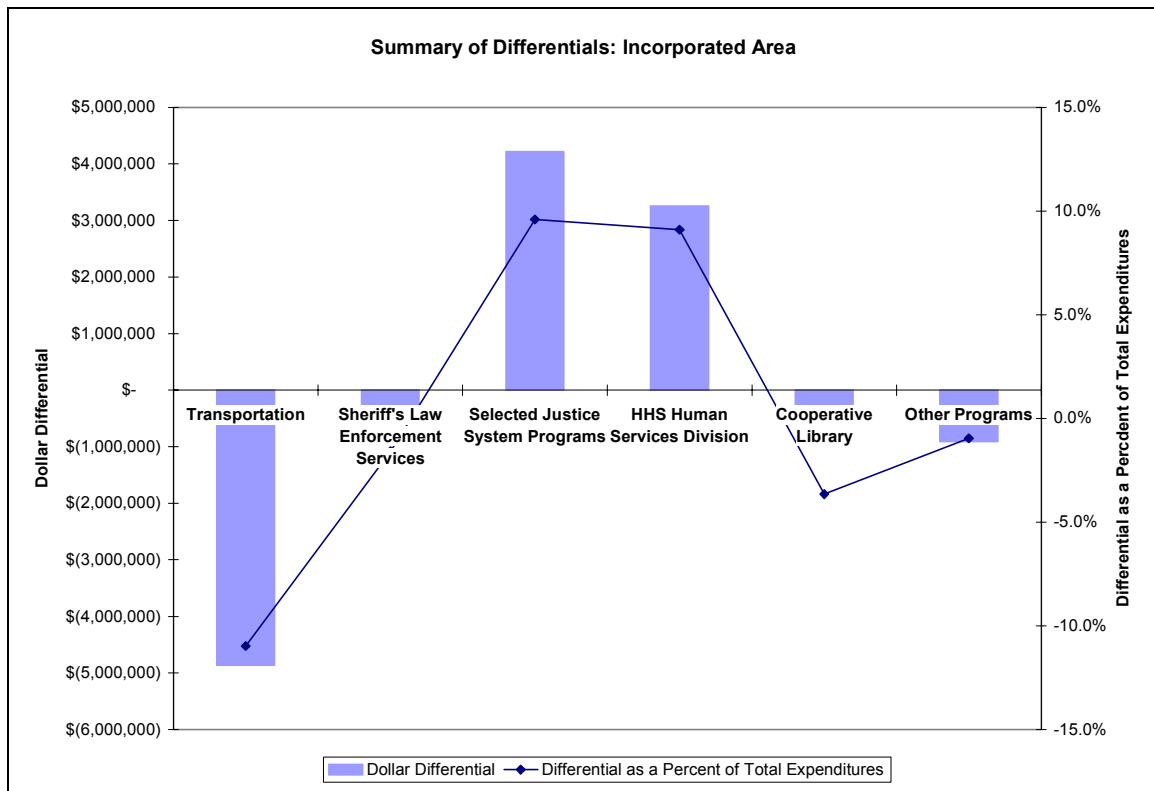 Summary of Differentials: Incorporated Area
$5,000,000
$4,000,000
$3,000,000
$2,000,000
$1,000,000
$-
$(1,000,000)
$(2,000,000)
$(3,000,000)
$(4,000,000)
$(5,000,000)
$(6,000,000)
Dollar Differential
Transportation
Sheriff's Law
Enforcement
Services
Selected Justice
System Programs
HHS Human
Services Division
Cooperative
Library
Other Programs
15.0%
10.0%
5.0%
0.0%
-5.0%
-10.0%
-15.0%
Differential as a Percdent of Total Expenditures
Dollar Differential
Differential as a Percent of Total Expenditures